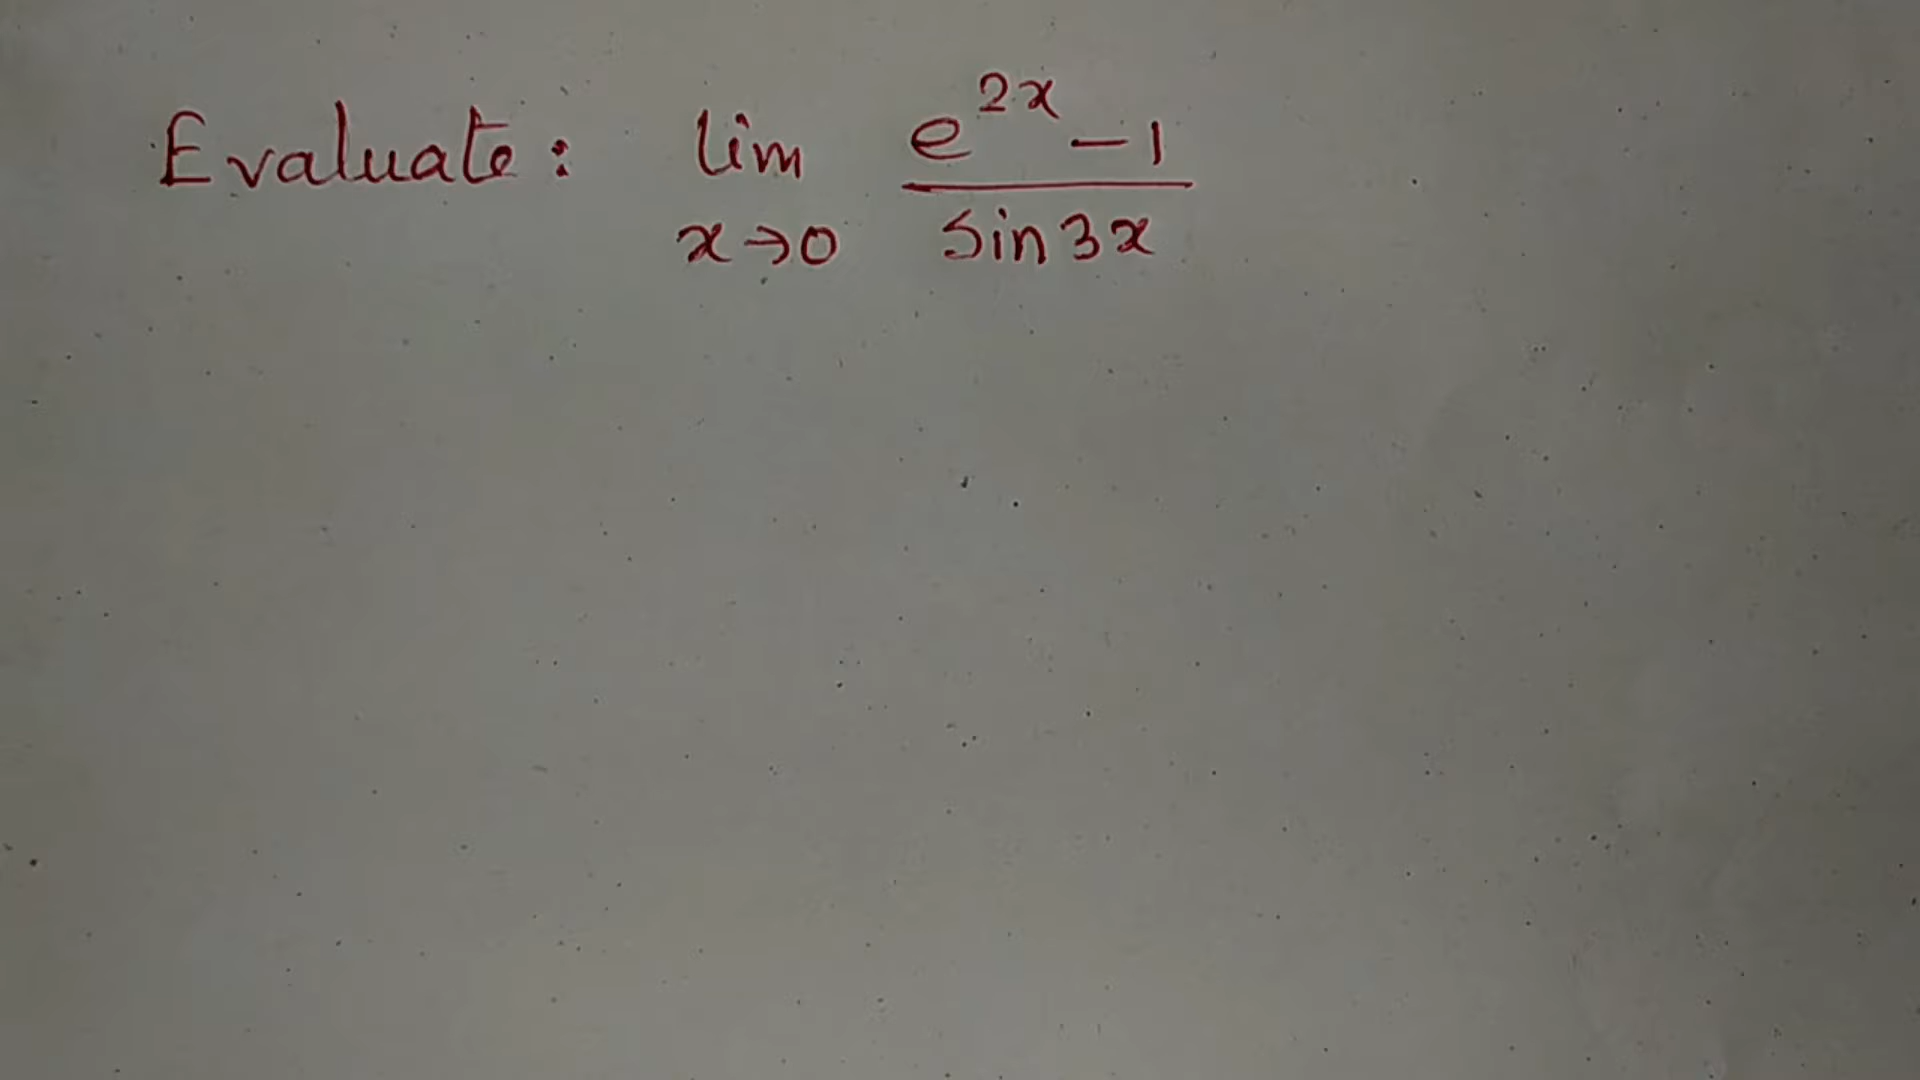 Evaluate: lim e^{2x} - 1
x→0 sin 3x